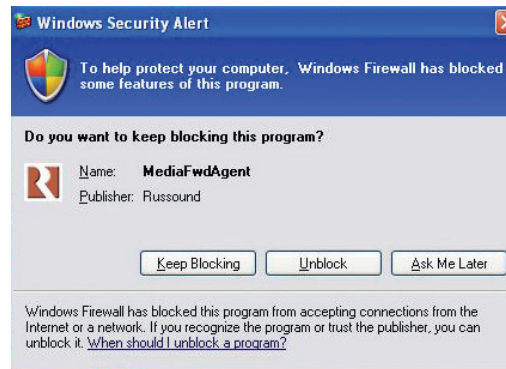 Windows Security Alert
To help protect your computer, Windows Firewall has blocked
some features of this program.
Do you want to keep blocking this program?
Name: MediaFwdAgent
Publisher: Russound
Keep Blocking Unblock Ask Me Later
Windows Firewall has blocked this program from accepting connections from the
Internet or a network. If you recognize the program or trust the publisher, you can
unblock it. When should I unblock a program?